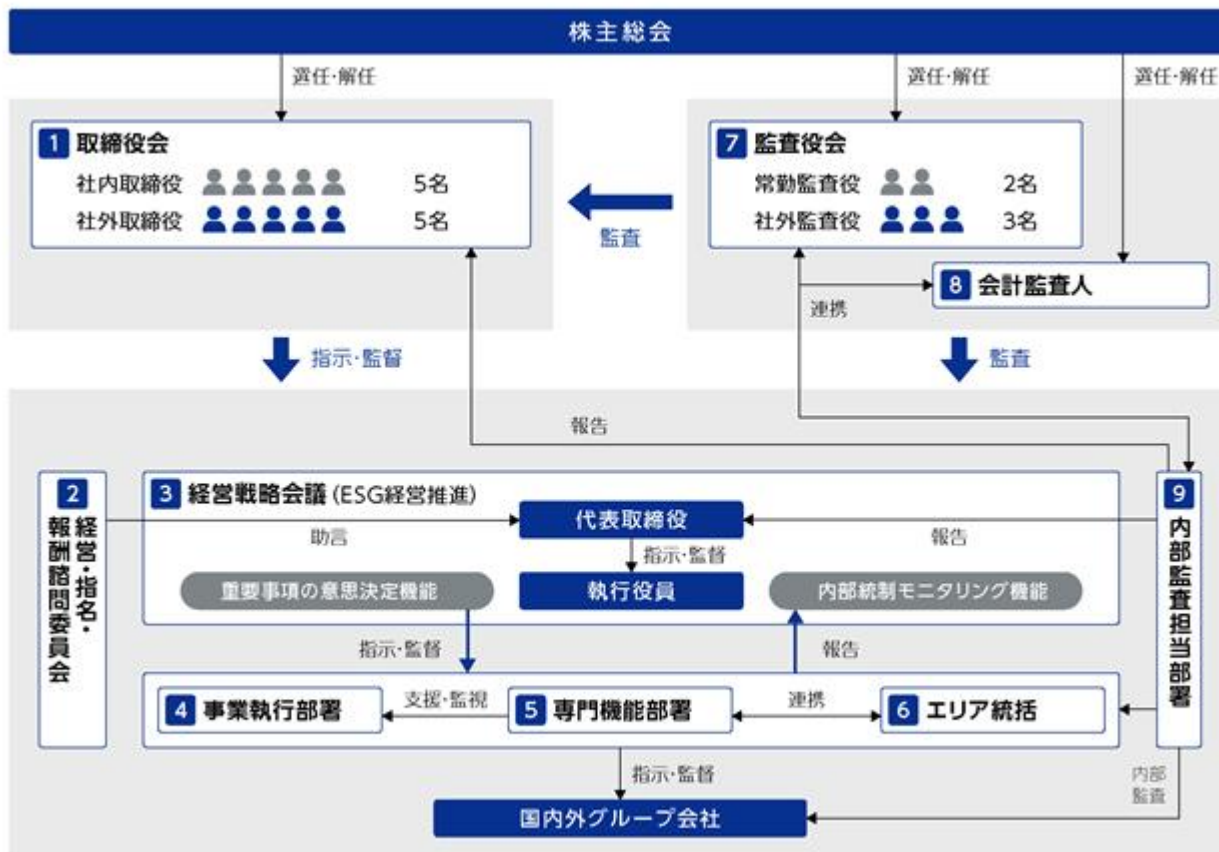 株主総会
選任・解任
選任・解任
選任・解任
1 取締役会
社内取締役 5名
社外取締役 5名
監査
7 監査役会
常勤監査役 2名
社外監査役 3名
8 会計監査人
連携
指示・監督
監査
報告
2 経営・指名・
報酬諮問委員会
3 経営戦略会議 (ESG経営推進)
代表取締役
助言
報告
指示・監督
重要事項の意思決定機能
執行役員
内部統制モニタリング機能
9 内部監査担当部署
指示・監督
報告
4 事業執行部署
支援・監視
5 専門機能部署
連携
6 エリア統括
指示・監督
内部
監査
国内外グループ会社